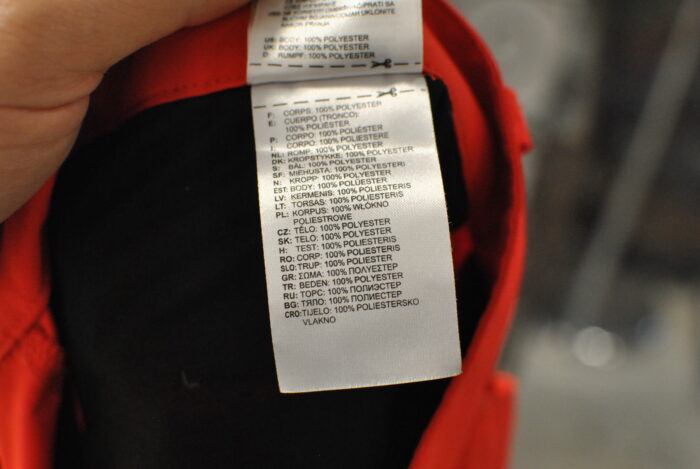 UKLONITE
US: BODY: 100% POLYESTER
UK: BODY: 100% POLYESTER
D: RUMPF: 100% POLYESTER
F: CORPS: 100% POLYESTER
E: CUERPO (TRONCO):
100% POLIÉSTER
P: CORPO: 100% POLIÉSTER
I: CORPO: 100% POLIESTERE
NL: ROMP: 100% POLYESTER
DK: KROPSTYKKE: 100% POLYESTER
S: BÅL: 100% POLYESTER
SF: MIEHUSTA: 100% POLYESTERI
N: KROPP: 100% POLYESTER
EST: BODY: 100% POLÜESTER
LV: KERMENIS: 100% POLIESTERIS
LT: TORSAS: 100% POLIESTERIS
PL: KORPUS: 100% WŁÓKNO
POLIESTROWE
CZ: TĚLO: 100% POLYESTER
SK: TELO: 100% POLYESTER
H: TEST: 100% POLIESTERIS
RO: CORP: 100% POLIESTERIS
SLO: TRUP: 100% POLIESTER
GR: ΣΩΜΑ: 100% ΠΟΛΥΕΣΤΕΡ
TR: BEDEN: 100% POLYESTER
RU: ТОРС: 100% ПОЛИЭСТЕР
BG: ТЯЛО: 100% ПОЛИЕСТЕР
CRO: TIJELO: 100% POLIESTERSKO
VLAKNO